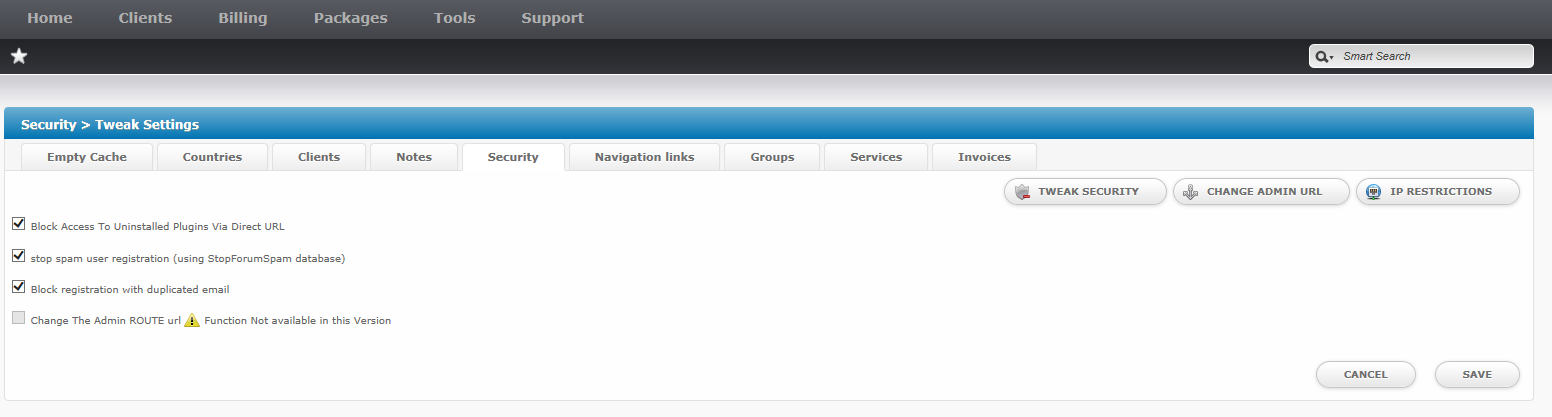 Home Clients Billing Packages Tools Support
Smart Search
Security > Tweak Settings
Empty Cache Countries Clients Notes Security Navigation links Groups Services Invoices
TWEAK SECURITY CHANGE ADMIN URL IP RESTRICTIONS
Block Access To Uninstalled Plugins Via Direct URL
stop spam user registration (using StopForumSpam database)
Block registration with duplicated email
Change The Admin ROUTE url Function Not available in this Version
CANCEL SAVE